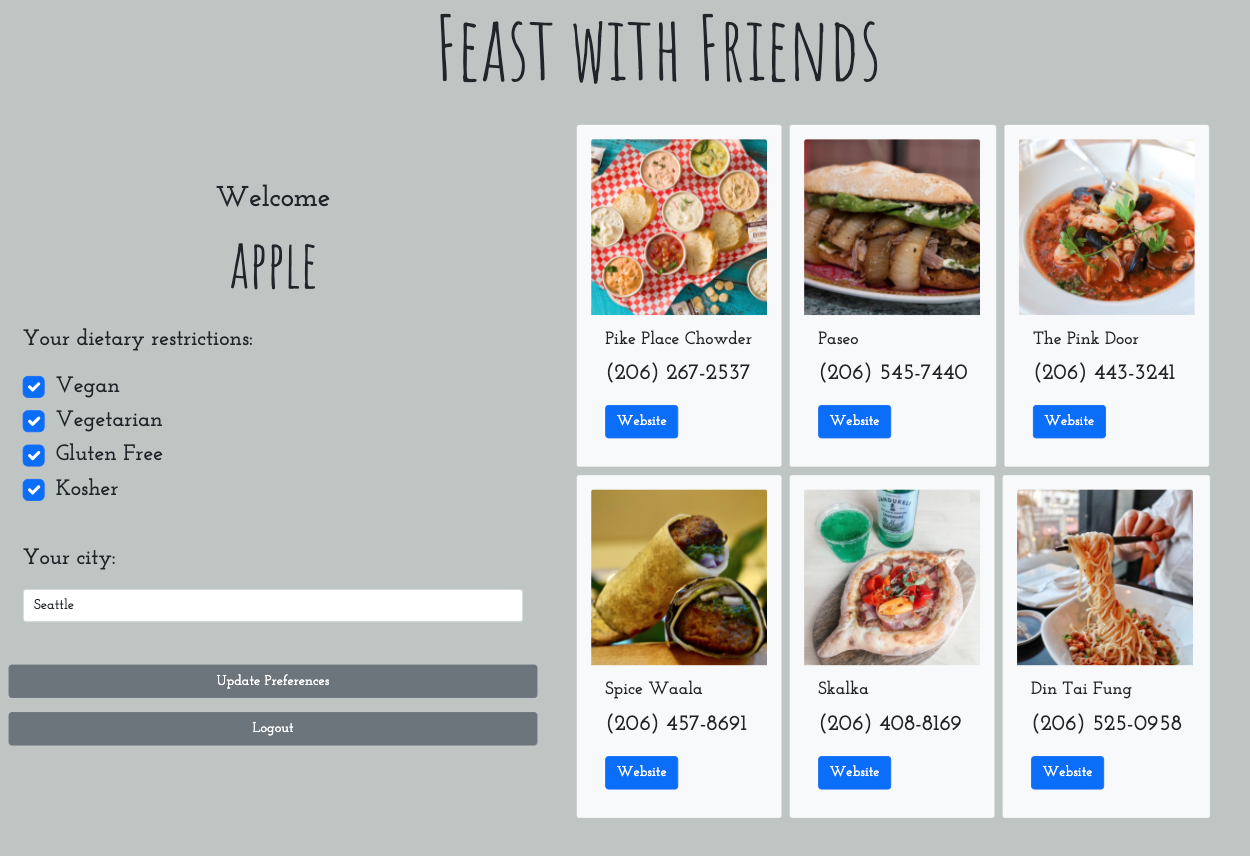 Feast with Friends
Welcome
APPLE
Your dietary restrictions:
Vegan
Vegetarian
Gluten Free
Kosher
Your city:
Seattle
Update Preferences
Logout
Pike Place Chowder
(206) 267-2537
Website
Paseo
(206) 545-7440
Website
The Pink Door
(206) 443-3241
Website
Spice Waala
(206) 457-8691
Website
Skalka
(206) 408-8169
Website
Din Tai Fung
(206) 525-0958
Website